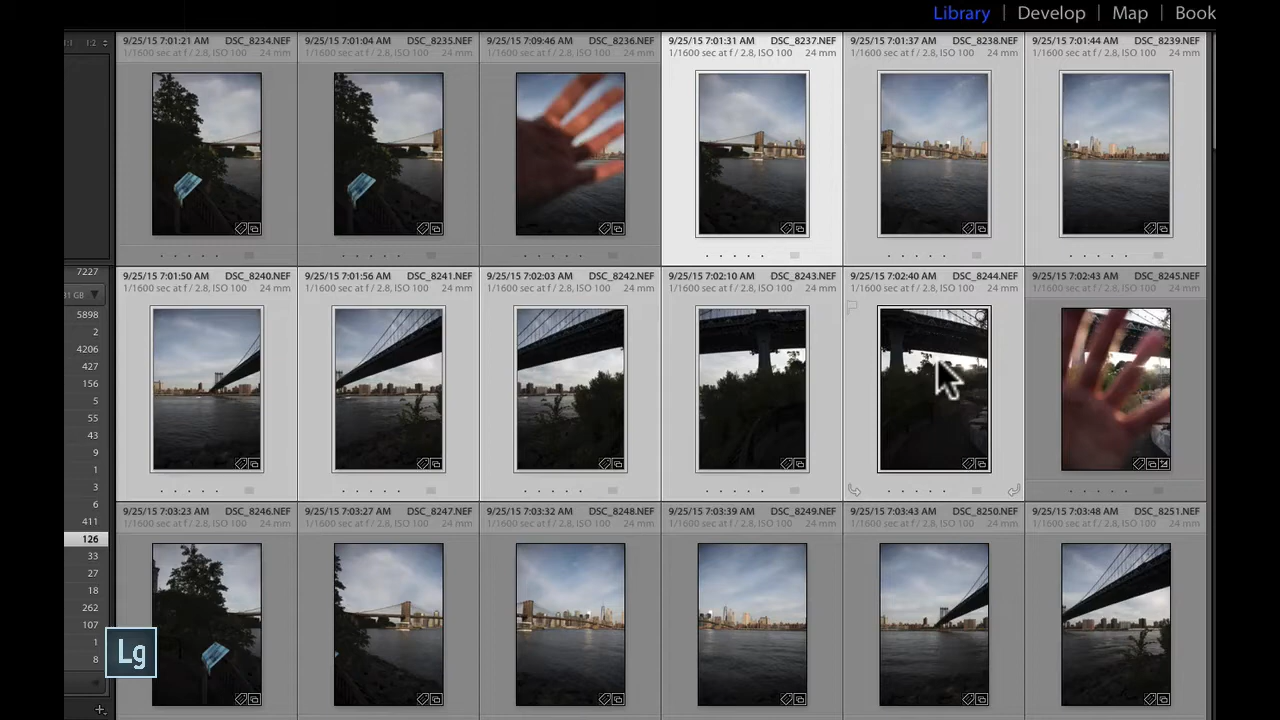 Library | Develop | Map | Book
1:1 1:2
9/25/15 7:01:21 AM DSC_8234.NEF
1/1600 sec at f / 2.8, ISO 100 24 mm
9/25/15 7:01:04 AM DSC_8235.NEF
1/1600 sec at f / 2.8, ISO 100 24 mm
9/25/15 7:09:46 AM DSC_8236.NEF
1/1600 sec at f / 2.8, ISO 100 24 mm
9/25/15 7:01:31 AM DSC_8237.NEF
1/1600 sec at f / 2.8, ISO 100 24 mm
9/25/15 7:01:37 AM DSC_8238.NEF
1/1600 sec at f / 2.8, ISO 100 24 mm
9/25/15 7:01:44 AM DSC_8239.NEF
1/1600 sec at f / 2.8, ISO 100 24 mm
9/25/15 7:01:50 AM DSC_8240.NEF
1/1600 sec at f / 2.8, ISO 100 24 mm
9/25/15 7:01:56 AM DSC_8241.NEF
1/1600 sec at f / 2.8, ISO 100 24 mm
9/25/15 7:02:03 AM DSC_8242.NEF
1/1600 sec at f / 2.8, ISO 100 24 mm
9/25/15 7:02:10 AM DSC_8243.NEF
1/1600 sec at f / 2.8, ISO 100 24 mm
9/25/15 7:02:40 AM DSC_8244.NEF
1/1600 sec at f / 2.8, ISO 100 24 mm
9/25/15 7:02:43 AM DSC_8245.NEF
1/1600 sec at f / 2.8, ISO 100 24 mm
9/25/15 7:03:23 AM DSC_8246.NEF
1/1600 sec at f / 2.8, ISO 100 24 mm
9/25/15 7:03:27 AM DSC_8247.NEF
1/1600 sec at f / 2.8, ISO 100 24 mm
9/25/15 7:03:32 AM DSC_8248.NEF
1/1600 sec at f / 2.8, ISO 100 24 mm
9/25/15 7:03:39 AM DSC_8249.NEF
1/1600 sec at f / 2.8, ISO 100 24 mm
9/25/15 7:03:43 AM DSC_8250.NEF
1/1600 sec at f / 2.8, ISO 100 24 mm
9/25/15 7:03:48 AM DSC_8251.NEF
1/1600 sec at f / 2.8, ISO 100 24 mm
7227
31 GB
5898
2
4206
427
156
5
55
43
9
1
3
6
411
126
33
27
18
262
107
1
8
Lg